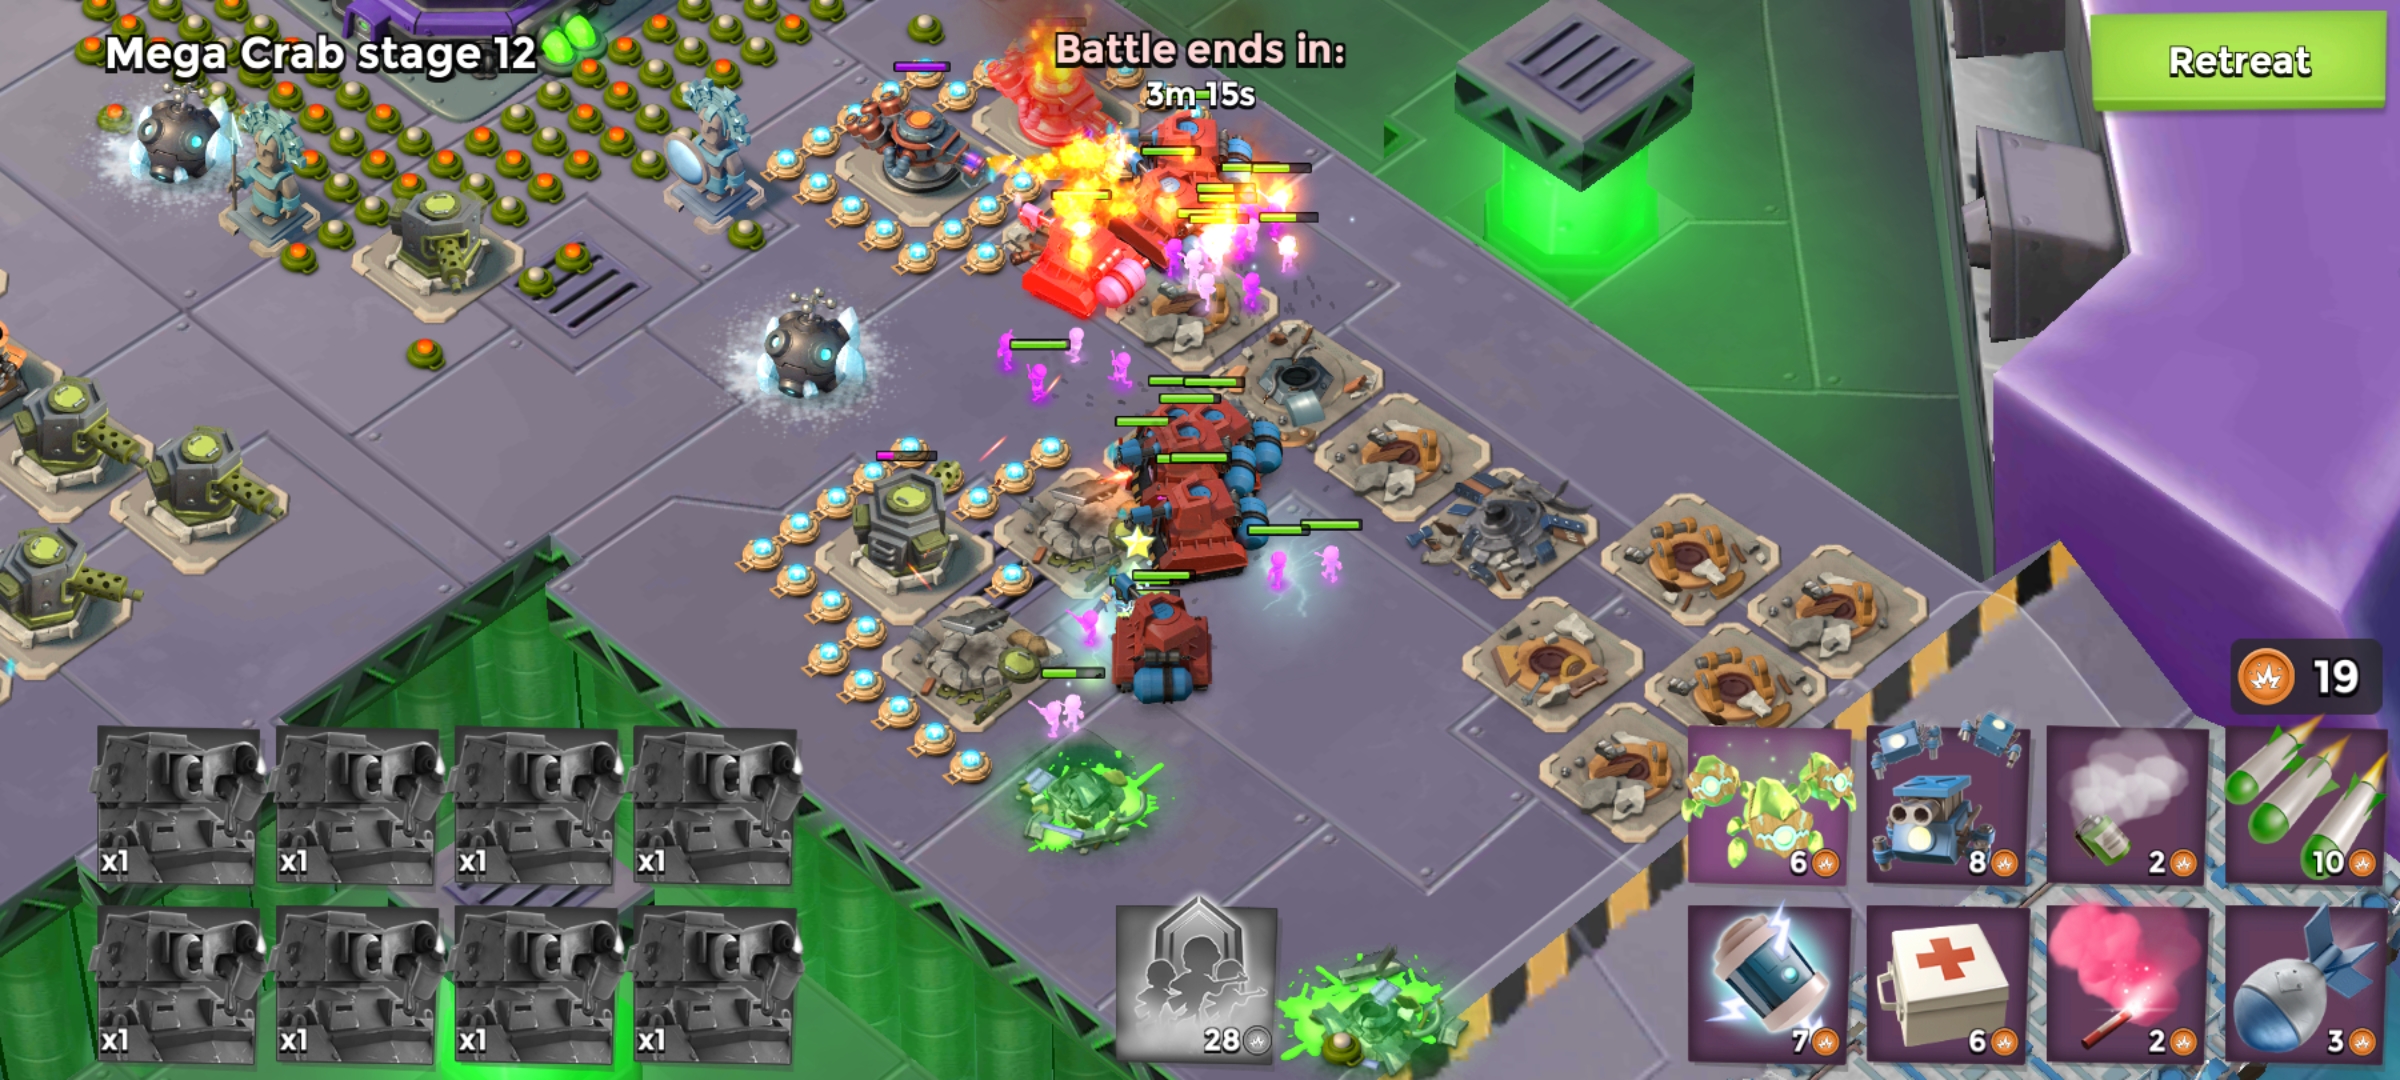 Mega Crab stage 12
Battle ends in:
3m 15s
Retreat
19
6
8
2
10
x1
x1
x1
x1
7
6
2
3
x1
x1
x1
x1
28